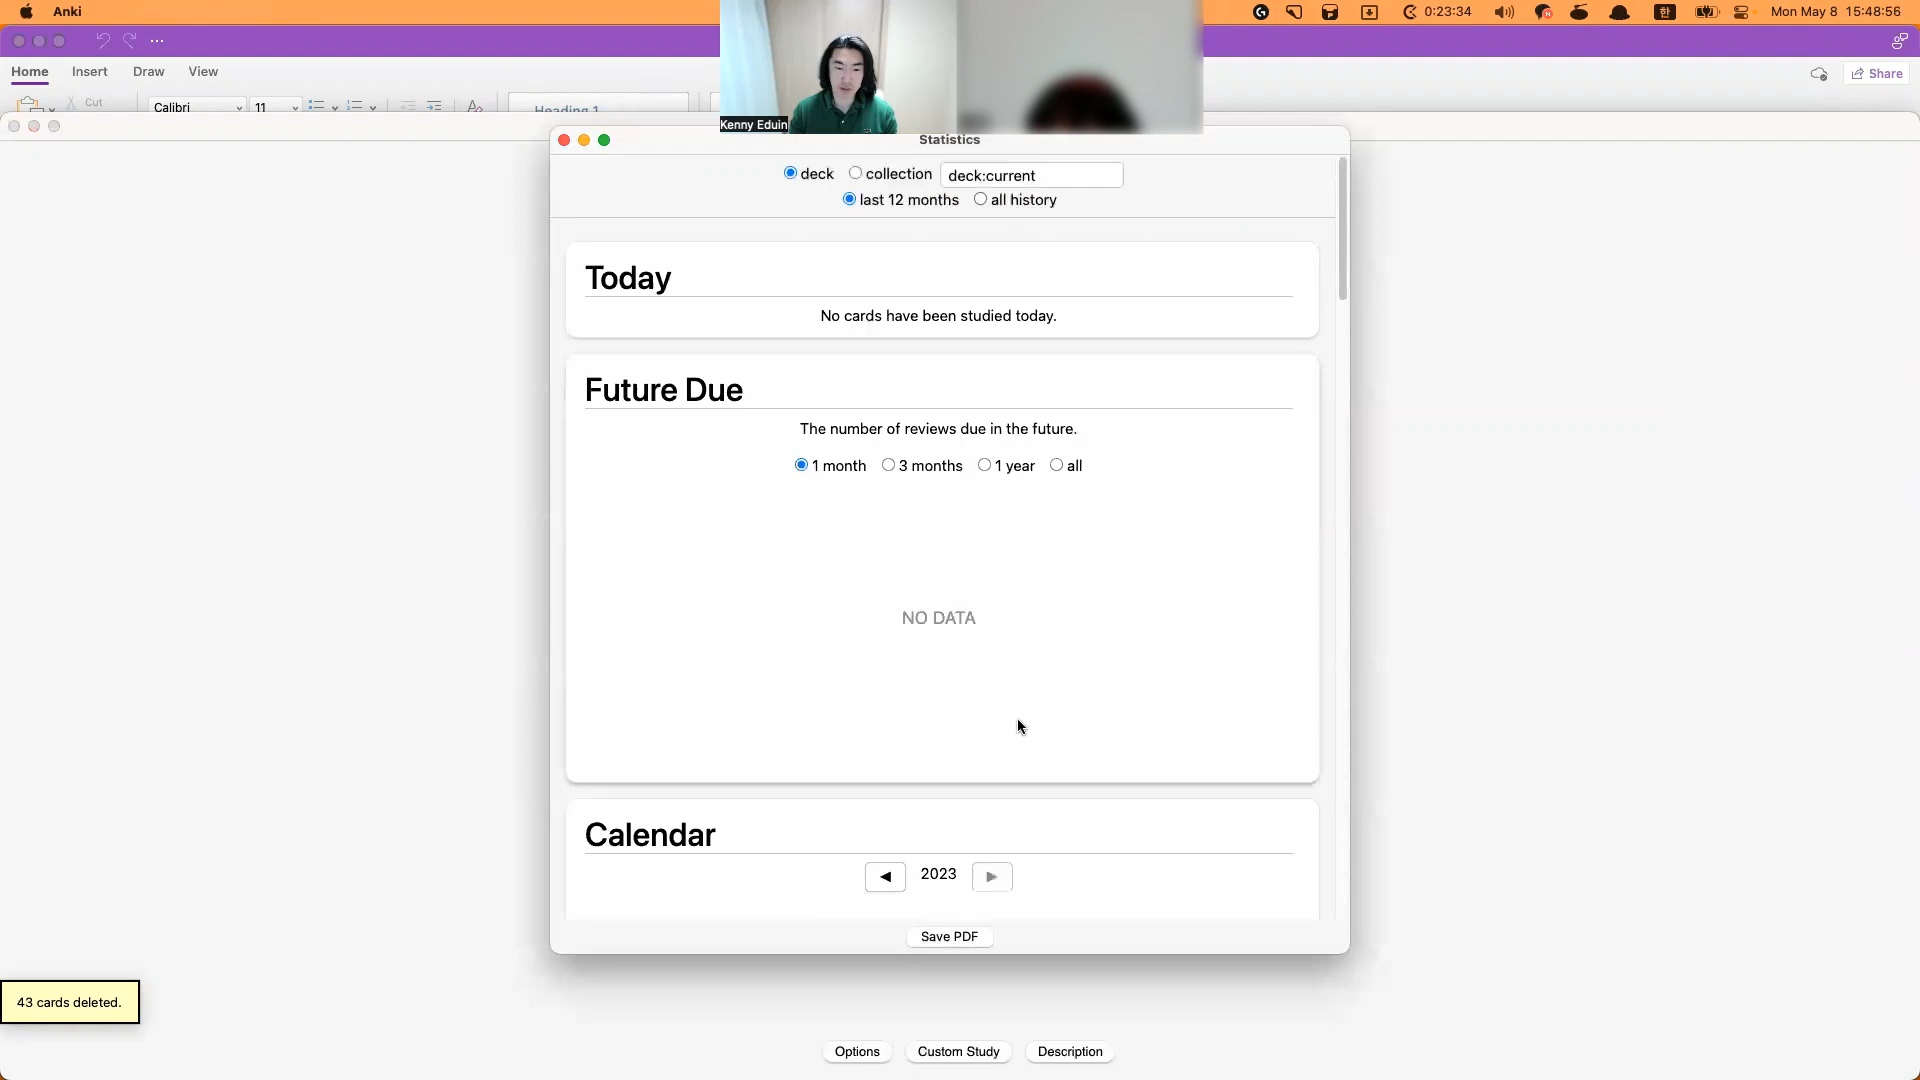 Anki
0:23:34
한
Mon May 8 15:48:56
Home
Insert
Draw
View
Share
Cut
Calibri
11
Heading 1
Kenny Eduin
Statistics
deck
collection
deck:current
last 12 months
all history
Today
No cards have been studied today.
Future Due
The number of reviews due in the future.
1 month
3 months
1 year
all
NO DATA
Calendar
2023
Save PDF
43 cards deleted.
Options
Custom Study
Description